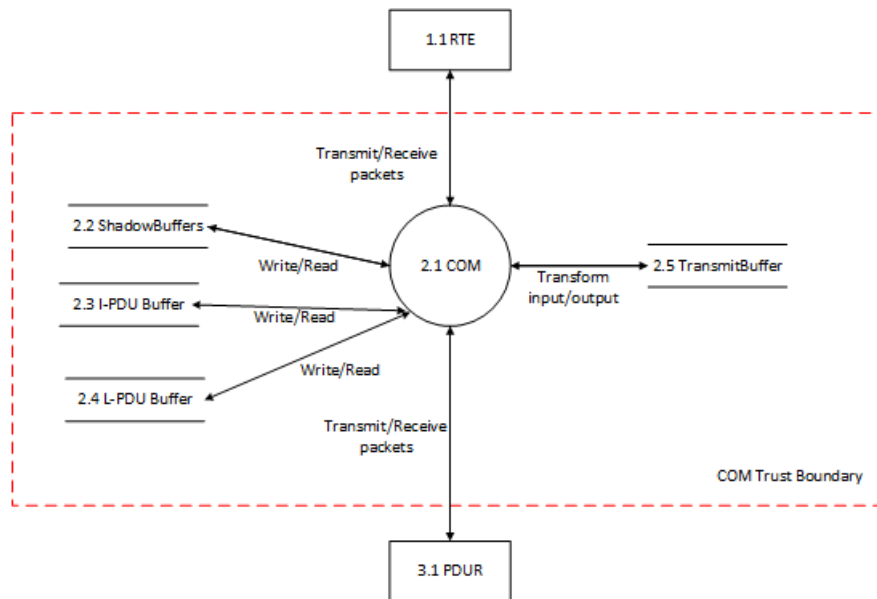 1.1 RTE
Transmit/Receive
packets
2.2 ShadowBuffers
Write/Read
2.1 COM
2.5 TransmitBuffer
Transform
input/output
2.3 I-PDU Buffer
Write/Read
Write/Read
2.4 L-PDU Buffer
Transmit/Receive
packets
COM Trust Boundary
3.1 PDUR